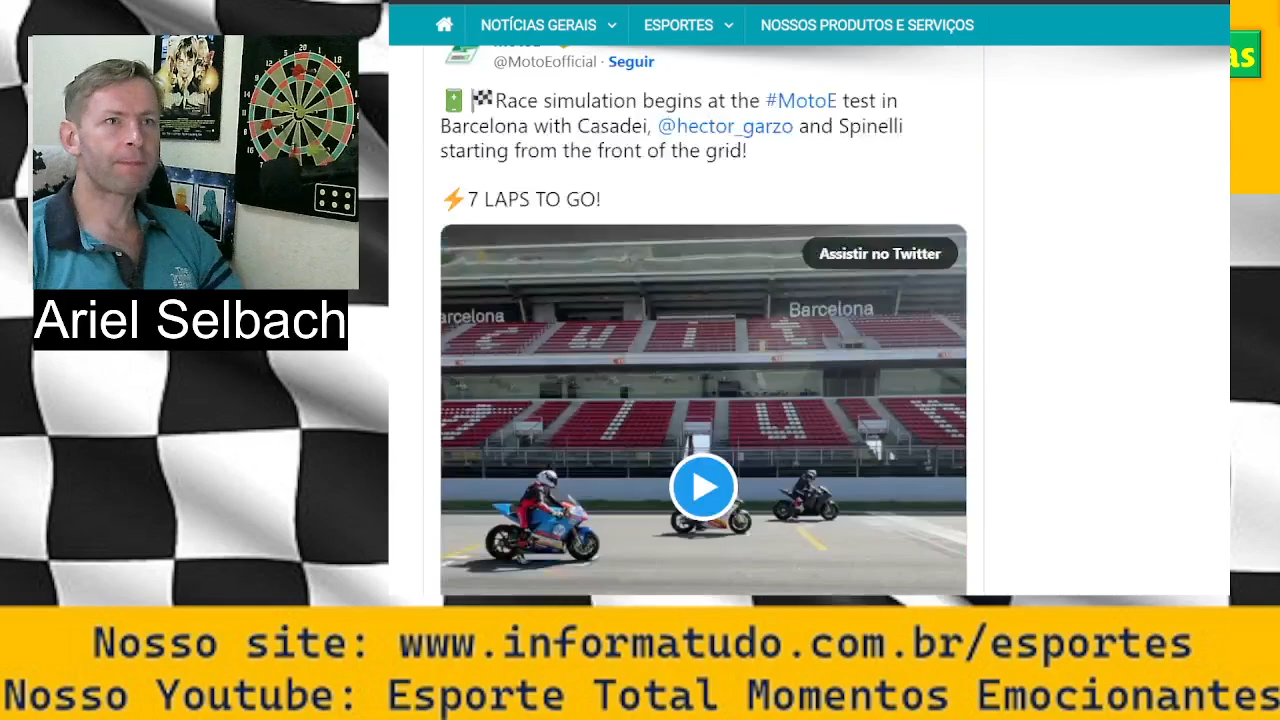 NOTÍCIAS GERAIS
ESPORTES
NOSSOS PRODUTOS E SERVIÇOS
as
@MotoEofficial · Seguir
Race simulation begins at the #MotoE test in
Barcelona with Casadei, @hector_garzo and Spinelli
starting from the front of the grid!
⚡7 LAPS TO GO!
Assistir no Twitter
arcelona
Barcelona
Ariel Selbach
Nosso site: www.informatudo.com.br/esportes
Nosso Youtube: Esporte Total Momentos Emocionantes